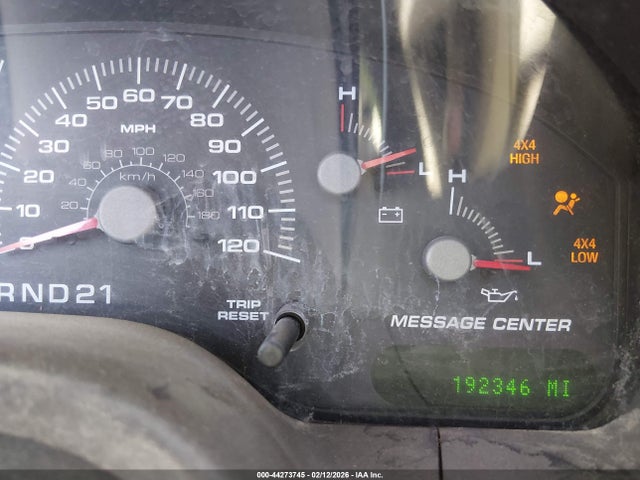 10 20 30 40 50 60 70 80 90 100 110 120
MPH
20 40 60 80 100 120 140 160 180
km/h
RND21
TRIP
RESET
H
L
H
L
4X4
HIGH
4X4
LOW
MESSAGE CENTER
192346 MI
000-44273745 - 02/12/2026 - IAA Inc.